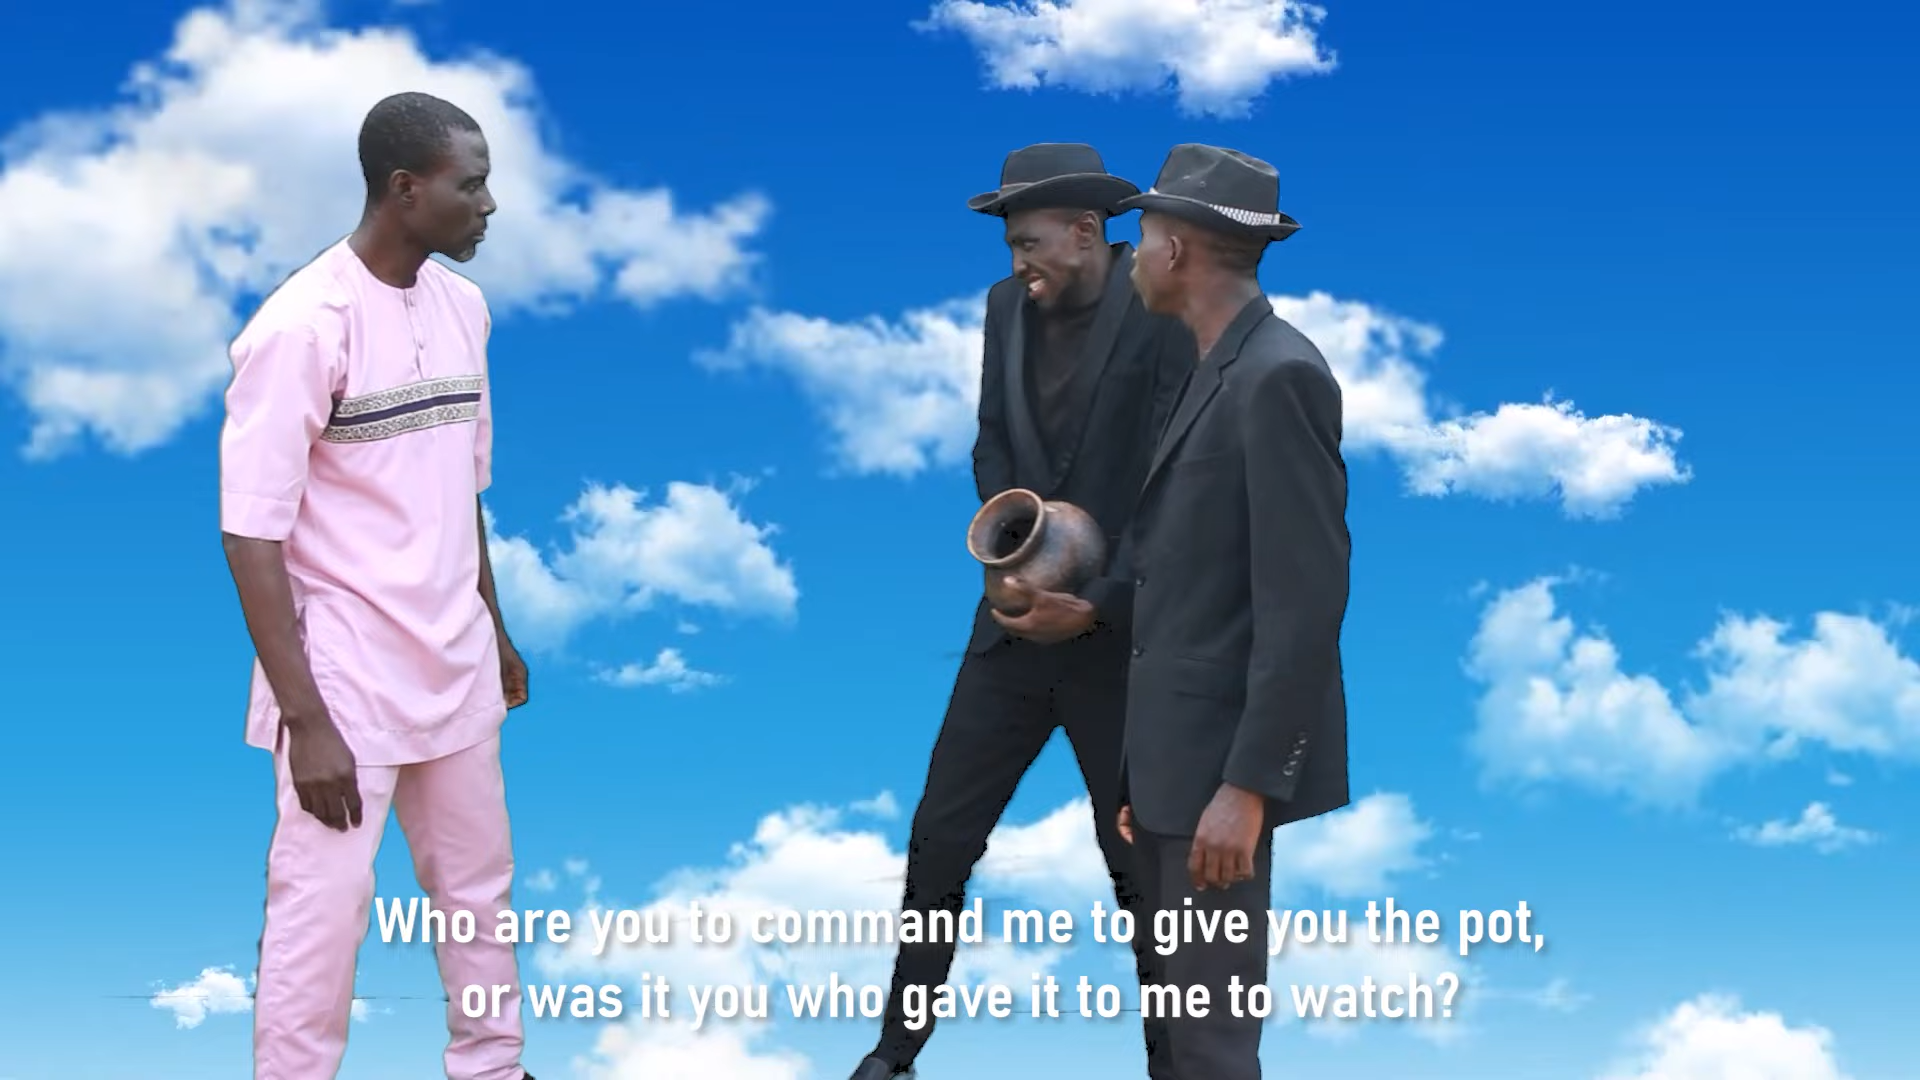 Who are you to command me to give you the pot,
or was it you who gave it to me to watch?